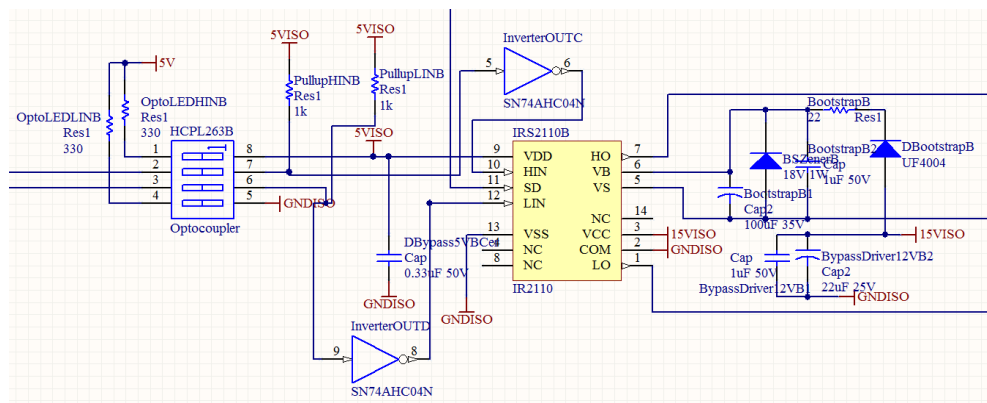 5VISO
5VISO
InverterOUTC
5
6
SN74AHC04N
5V
PullupHINB
Res1
1k
PullupLINB
Res1
1k
OptoLEDHINB
Res1
330
OptoLEDLINB
Res1
330
HCPL263B
1
1
2
3
4
8
7
6
5
Optocoupler
GNDISO
5VISO
IRS2110B
9
10
11
12
13
4
8
VDD
HIN
SD
LIN
VSS
NC
NC
HO
VB
VS
NC
VCC
COM
LO
7
6
5
14
3
2
1
IR2110
15VISO
GNDISO
DBypass5VBCer
Cap
0.33uF 50V
GNDISO
GNDISO
InverterOUTD
9
8
SN74AHC04N
BootstrapB
22
Res1
BSZenerB
18V 1W
BootstrapB2
Cap
1uF 50V
DBootstrapB
UF4004
BootstrapB1
Cap2
100uF 35V
15VISO
Cap
1uF 50V
BypassDriver12VB1
BypassDriver12VB2
Cap2
22uF 25V
GNDISO